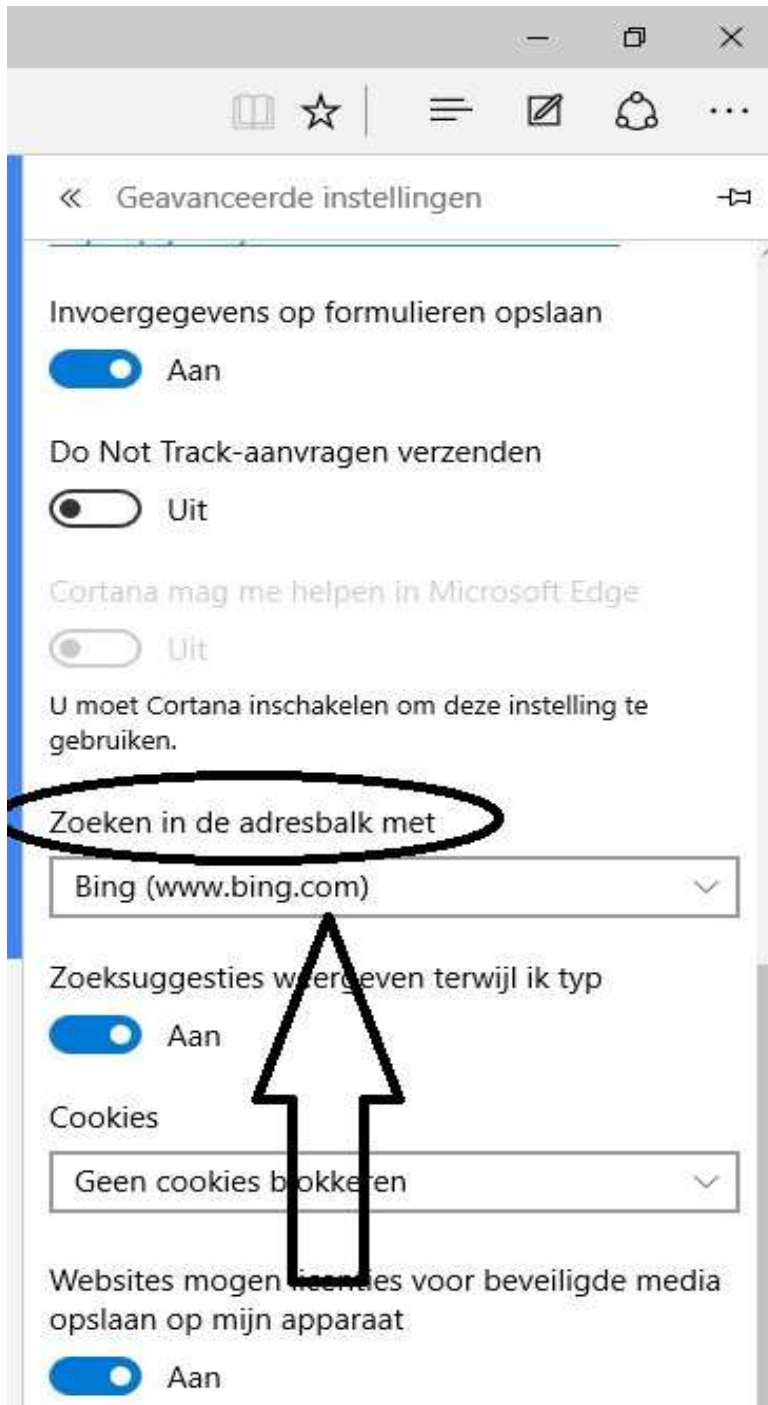 Geavanceerde instellingen
Invoergegevens op formulieren opslaan
Aan
Do Not Track-aanvragen verzenden
Uit
Cortana mag me helpen in Microsoft Edge
Uit
U moet Cortana inschakelen om deze instelling te
gebruiken.
Zoeken in de adresbalk met
Bing (www.bing.com)
Zoeksuggesties weergeven terwijl ik typ
Aan
Cookies
Geen cookies blokkeren
Websites mogen licenties voor beveiligde media
opslaan op mijn apparaat
Aan